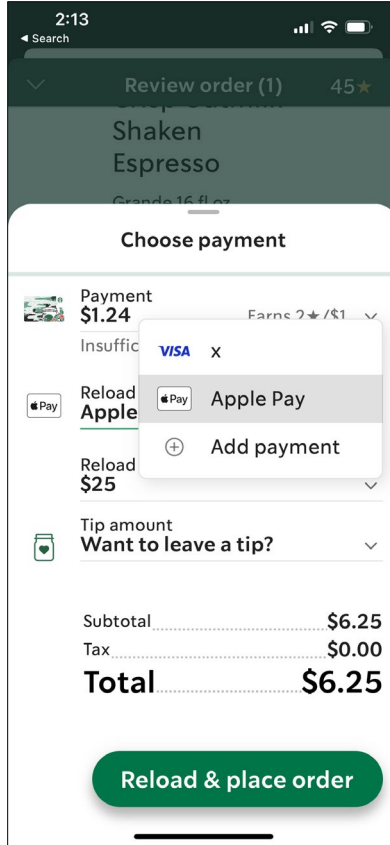 2:13
◀ Search
Review order (1) 45★
Shaken
Espresso
Grande 16 fl oz
Choose payment
Payment
$1.24 Earns 2★/$1
Insuffic
VISA x
Reload
Apple
Pay
Pay Apple Pay
Add payment
Reload
$25
Tip amount
Want to leave a tip?
Subtotal $6.25
Tax $0.00
Total $6.25
Reload & place order